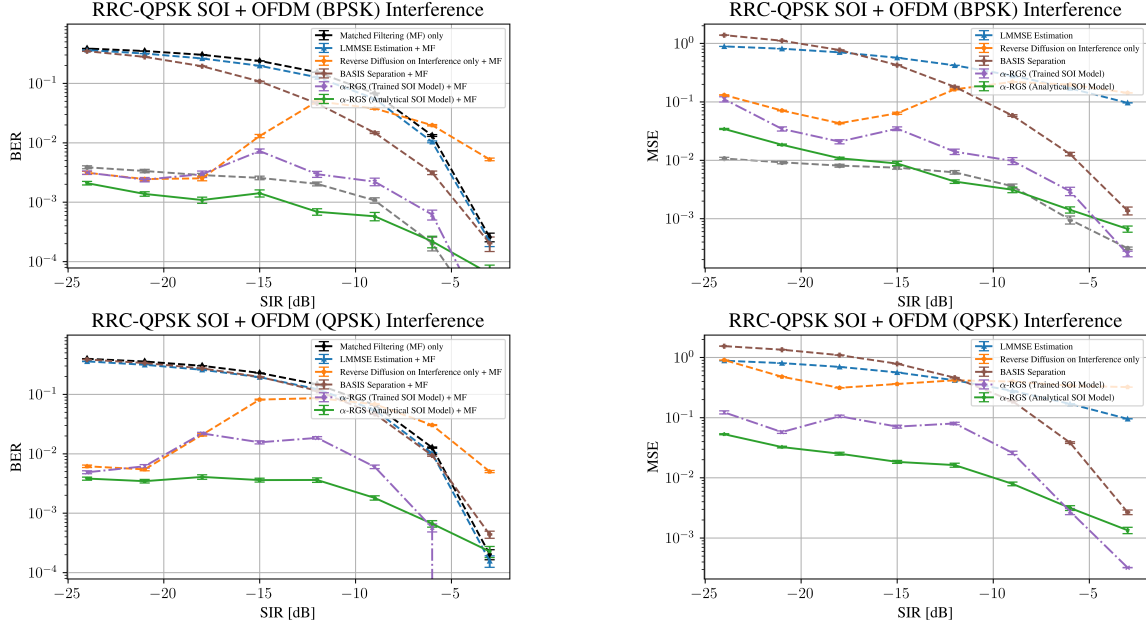 RRC-QPSK SOI + OFDM (BPSK) Interference
Matched Filtering (MF) only
LMMSE Estimation + MF
Reverse Diffusion on Interference only + MF
BASIS Separation + MF
α-RGS (Trained SOI Model) + MF
α-RGS (Analytical SOI Model) + MF
BER
10⁻¹
10⁻²
10⁻³
10⁻⁴
−25 −20 −15 −10 −5
SIR [dB]
RRC-QPSK SOI + OFDM (BPSK) Interference
LMMSE Estimation
Reverse Diffusion on Interference only
BASIS Separation
α-RGS (Trained SOI Model)
α-RGS (Analytical SOI Model)
MSE
10⁰
10⁻¹
10⁻²
10⁻³
−25 −20 −15 −10 −5
SIR [dB]
RRC-QPSK SOI + OFDM (QPSK) Interference
Matched Filtering (MF) only
LMMSE Estimation + MF
Reverse Diffusion on Interference only + MF
BASIS Separation + MF
α-RGS (Trained SOI Model) + MF
α-RGS (Analytical SOI Model) + MF
BER
10⁻¹
10⁻²
10⁻³
10⁻⁴
−25 −20 −15 −10 −5
SIR [dB]
RRC-QPSK SOI + OFDM (QPSK) Interference
LMMSE Estimation
Reverse Diffusion on Interference only
BASIS Separation
α-RGS (Trained SOI Model)
α-RGS (Analytical SOI Model)
MSE
10⁰
10⁻¹
10⁻²
10⁻³
−25 −20 −15 −10 −5
SIR [dB]